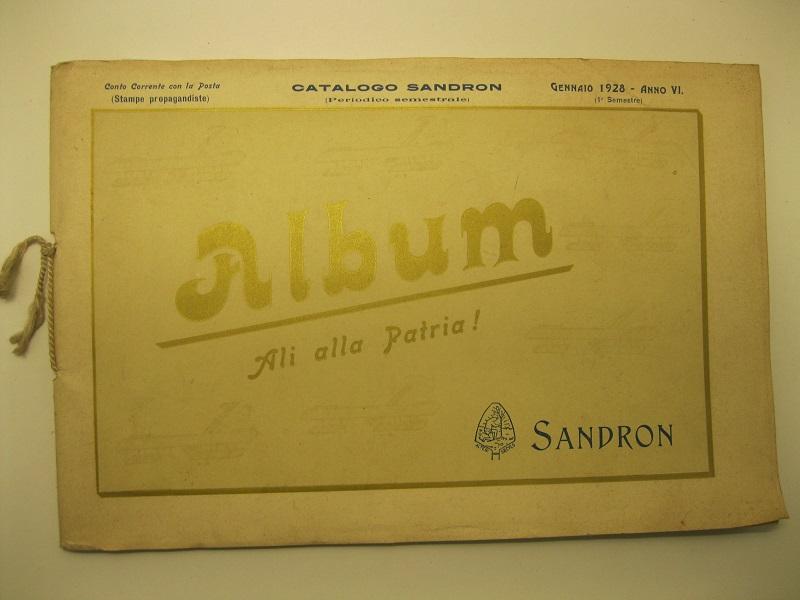 Conto Corrente con la Posta
(Stampe propagandiste)
CATALOGO SANDRON
(Periodico semestrale)
GENNAIO 1928 - ANNO VI.
(1° Semestre)
Album
Ali alla Patria!
SANDRON